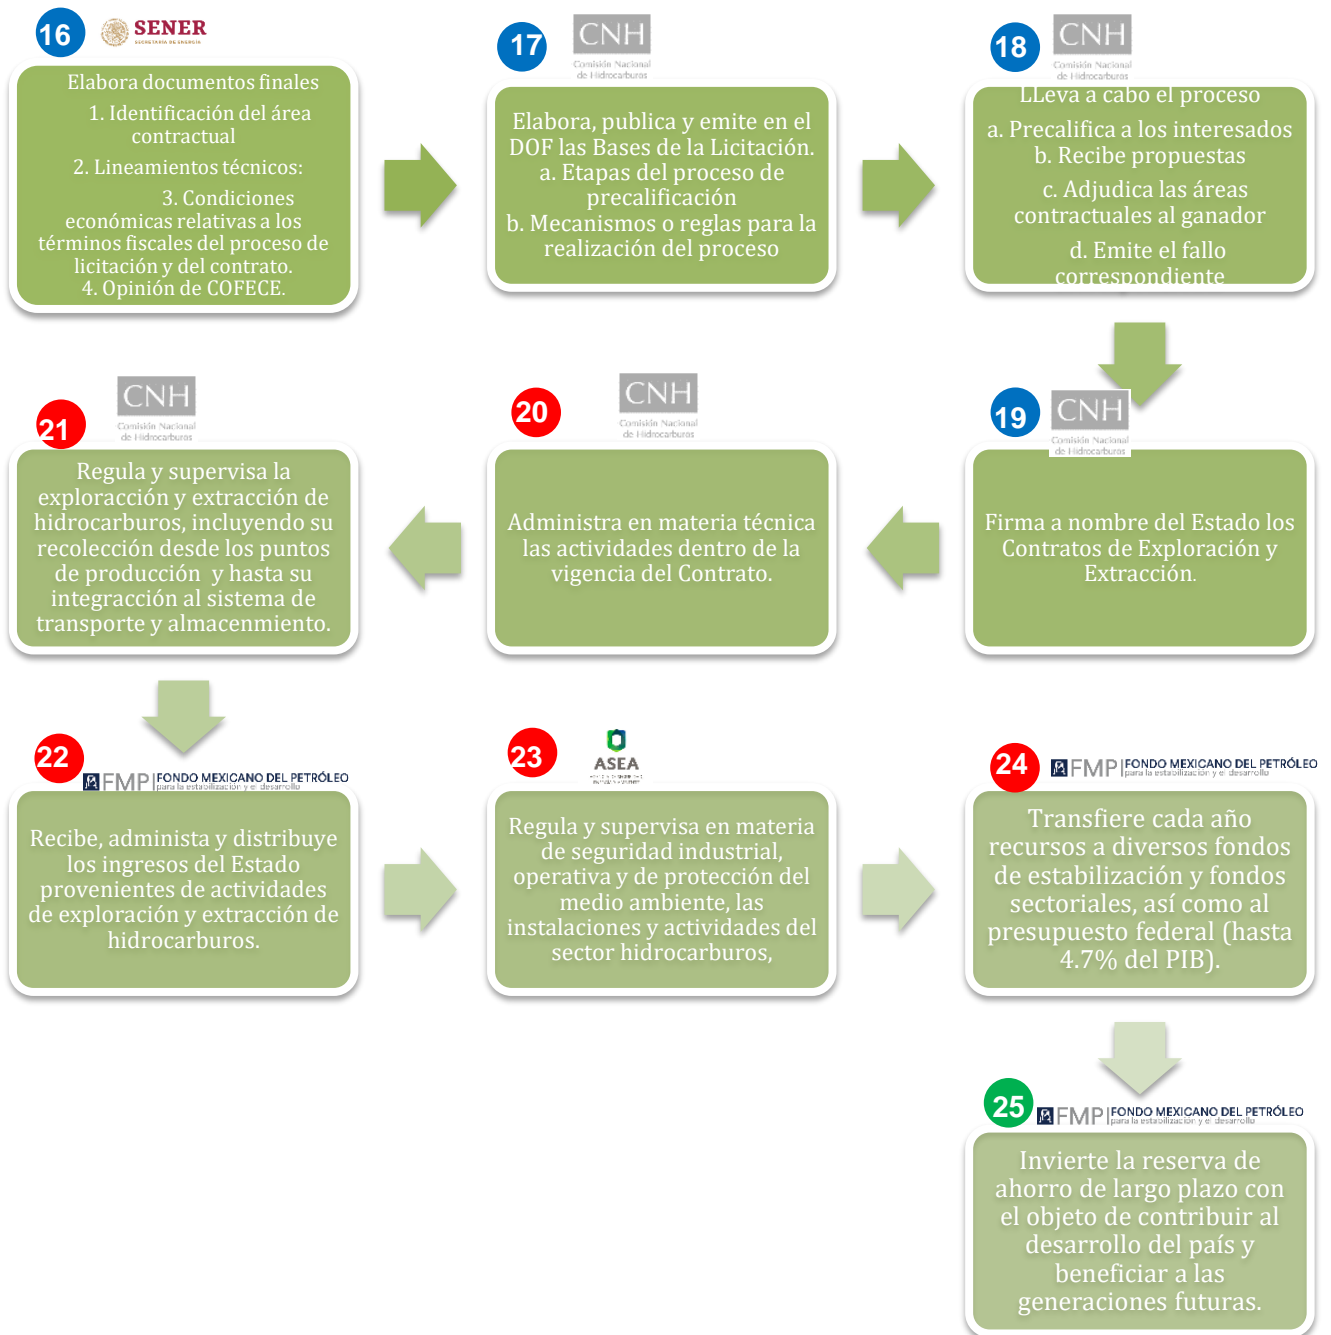 16
SENER
SECRETARÍA DE ENERGÍA
Elabora documentos finales
1. Identificación del área
contractual
2. Lineamientos técnicos:
3. Condiciones
económicas relativas a los
términos fiscales del proceso de
licitación y del contrato.
4. Opinión de COFECE.
17
CNH
Comisión Nacional
de Hidrocarburos
Elabora, publica y emite en el
DOF las Bases de la Licitación.
a. Etapas del proceso de
precalificación
b. Mecanismos o reglas para la
realización del proceso
18
CNH
Comisión Nacional
de Hidrocarburos
LLeva a cabo el proceso
a. Precalifica a los interesados
b. Recibe propuestas
c. Adjudica las áreas
contractuales al ganador
d. Emite el fallo
correspondiente
19
CNH
Comisión Nacional
de Hidrocarburos
Firma a nombre del Estado los
Contratos de Exploración y
Extracción.
20
CNH
Comisión Nacional
de Hidrocarburos
Administra en materia técnica
las actividades dentro de la
vigencia del Contrato.
21
CNH
Comisión Nacional
de Hidrocarburos
Regula y supervisa la
exploracción y extracción de
hidrocarburos, incluyendo su
recolección desde los puntos
de producción y hasta su
integracción al sistema de
transporte y almacenmiento.
22
FMP FONDO MEXICANO DEL PETRÓLEO
para la estabilización y el desarrollo
Recibe, administa y distribuye
los ingresos del Estado
provenientes de actividades
de exploración y extracción de
hidrocarburos.
23
ASEA
Regula y supervisa en materia
de seguridad industrial,
operativa y de protección del
medio ambiente, las
instalaciones y actividades del
sector hidrocarburos,
24
FMP FONDO MEXICANO DEL PETRÓLEO
para la estabilización y el desarrollo
Transfiere cada año
recursos a diversos fondos
de estabilización y fondos
sectoriales, así como al
presupuesto federal (hasta
4.7% del PIB).
25
FMP FONDO MEXICANO DEL PETRÓLEO
para la estabilización y el desarrollo
Invierte la reserva de
ahorro de largo plazo con
el objeto de contribuir al
desarrollo del país y
beneficiar a las
generaciones futuras.